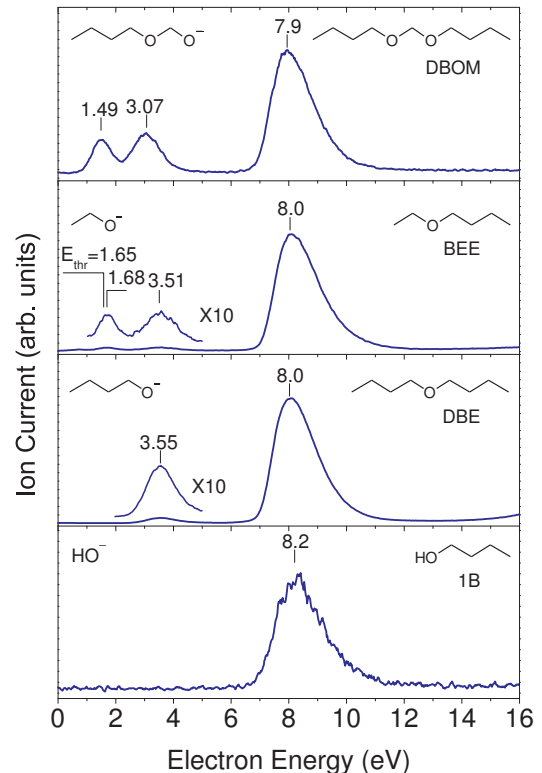 O O⁻
7.9
O O
DBOM
1.49
3.07
O⁻
8.0
O
BEE
Eₜₕᵣ=1.65
1.68
3.51
X10
O⁻
8.0
O
DBE
3.55
X10
HO⁻
8.2
HO
1B
0 2 4 6 8 10 12 14 16
Electron Energy (eV)
Ion Current (arb. units)